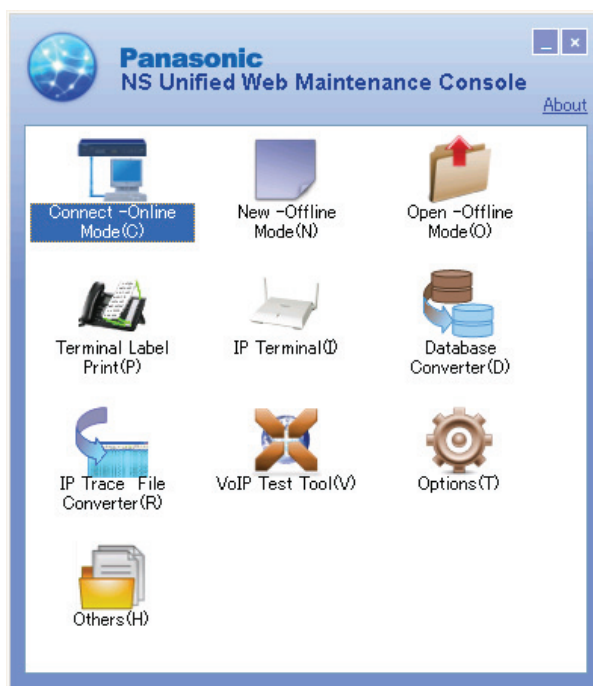 Panasonic
NS Unified Web Maintenance Console
About
Connect -Online
Mode(C)
New -Offline
Mode(N)
Open -Offline
Mode(O)
Terminal Label
Print(P)
IP Terminal(I)
Database
Converter(D)
IP Trace File
Converter(R)
VoIP Test Tool(V)
Options(T)
Others(H)